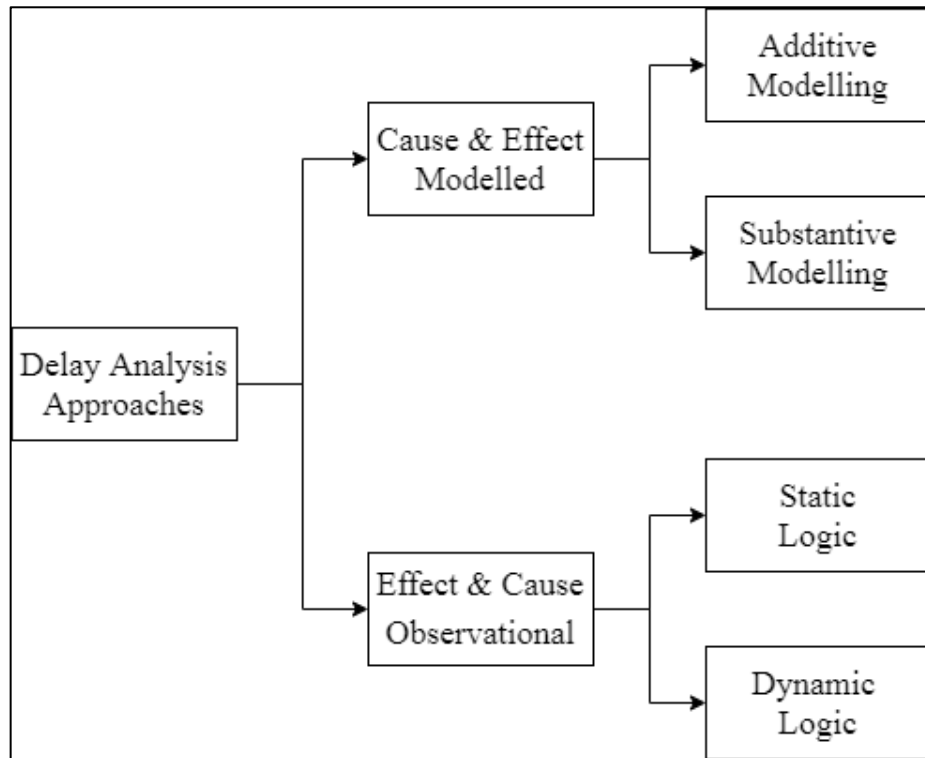 Additive
Modelling
Cause & Effect
Modelled
Substantive
Modelling
Delay Analysis
Approaches
Static
Logic
Effect & Cause
Observational
Dynamic
Logic